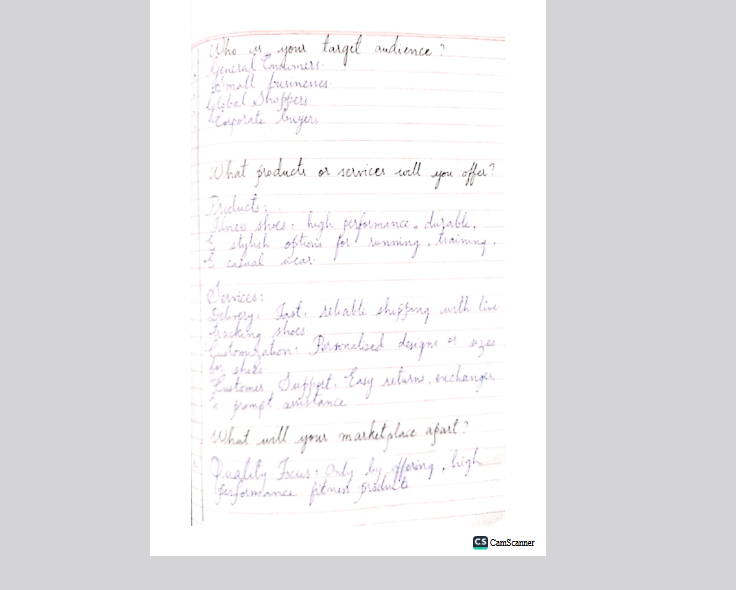 Who is your target audience ?
General Consumers.
Small businesses
Global Shoppers
Corporate buyers
What products or services will you offer?
Products:
Fitness shoes: high performance, durable,
& stylish options for running, training,
& casual wear.
Services:
Delivery: Fast, reliable shipping with live
tracking shoes
Customization: Personalised designs or sizes
for shoes
Customer Support: Easy returns, exchanges
& prompt assistance
What will your marketplace apart?
Quality Focus: Only by offering, high
performance fitness products
CS CamScanner